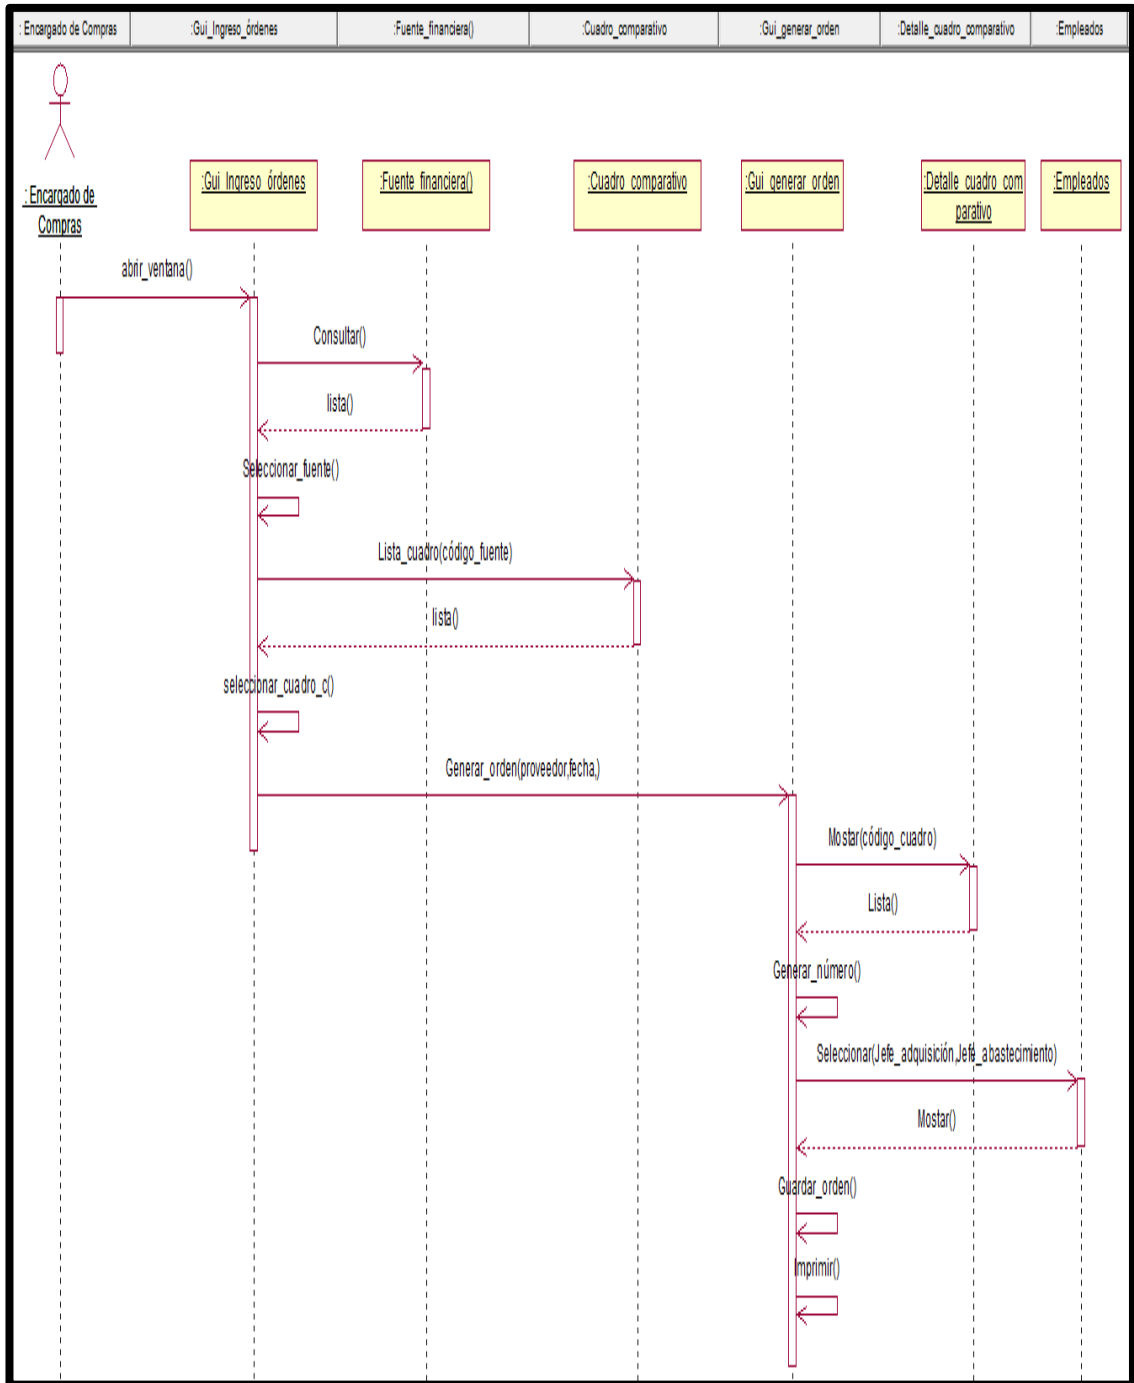 : Encargado de Compras
:Gui_Ingreso_órdenes
:Fuente_financiera()
:Cuadro_comparativo
:Gui_generar_orden
:Detalle_cuadro_comparativo
:Empleados
: Encargado de
Compras
:Gui_Ingreso_órdenes
:Fuente_financiera()
:Cuadro_comparativo
:Gui_generar_orden
:Detalle_cuadro_com
parativo
:Empleados
abrir_ventana()
Consultar()
lista()
Seleccionar_fuente()
Lista_cuadro(código_fuente)
lista()
seleccionar_cuadro_c()
Generar_orden(proveedor,fecha,)
Mostar(código_cuadro)
Lista()
Generar_número()
Seleccionar(Jefe_adquisición,Jefe_abastecimiento)
Mostar()
Guardar_orden()
Imprimir()